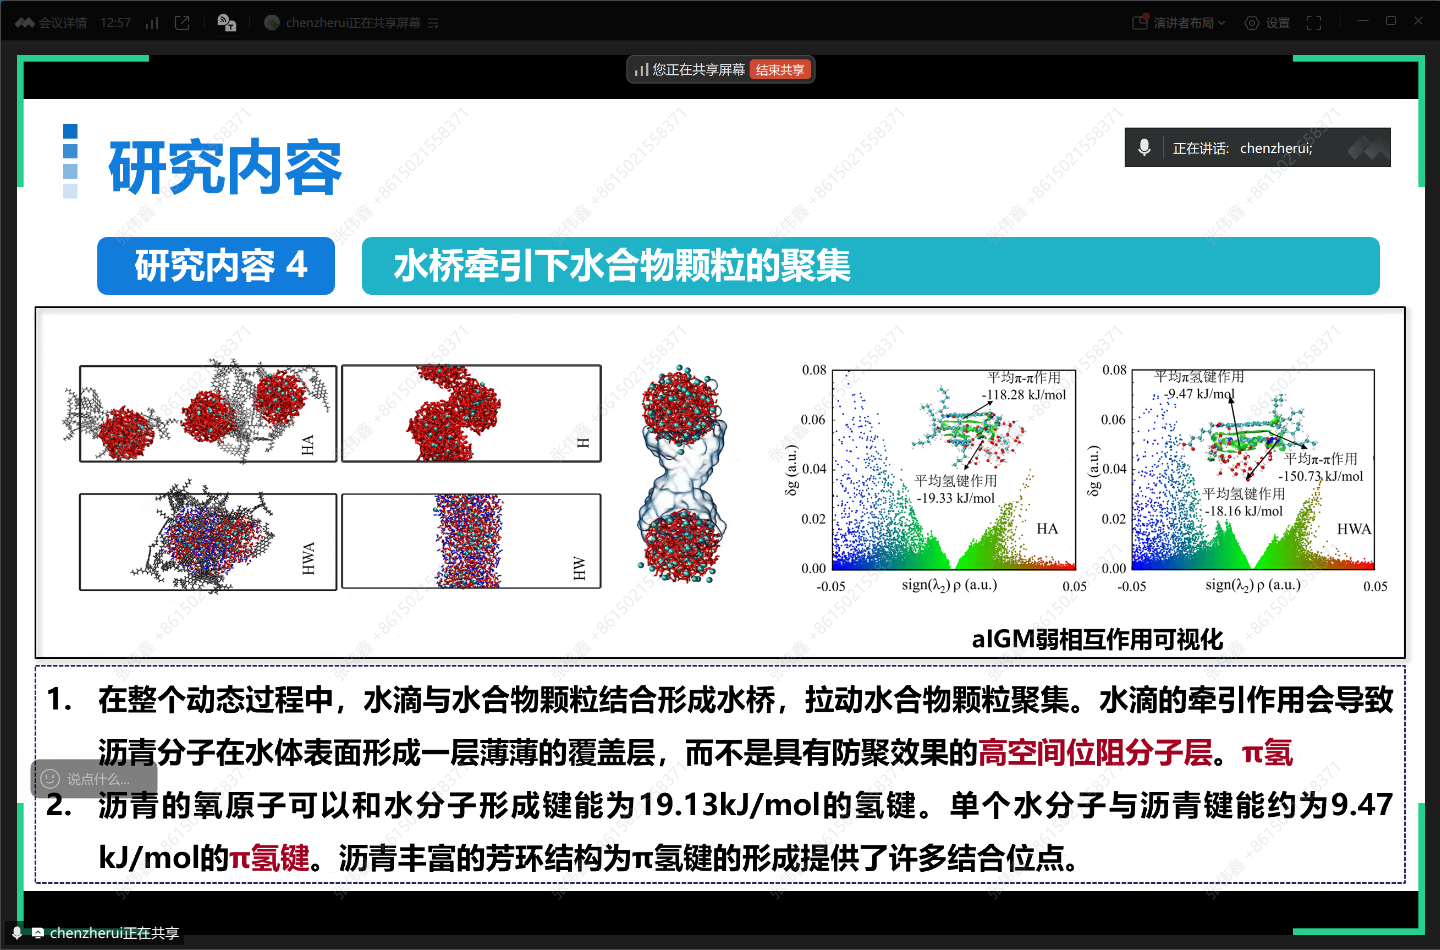 会议详情 12:57 chenzherui正在共享屏幕 演讲者布局 设置
您正在共享屏幕 结束共享
研究内容
正在讲话: chenzherui;
研究内容 4 水桥牵引下水合物颗粒的聚集
HA
H
HWA
HW
0.08
0.06
0.04
0.02
0.00
δg (a.u.)
平均π-π作用
-118.28 kJ/mol
平均氢键作用
-19.33 kJ/mol
HA
-0.05 sign(λ2) ρ (a.u.) 0.05
0.08
0.06
0.04
0.02
0.00
δg (a.u.)
平均π氢键作用
-9.47 kJ/mol
平均π-π作用
-150.73 kJ/mol
平均氢键作用
-18.16 kJ/mol
HWA
-0.05 sign(λ2) ρ (a.u.) 0.05
aIGM弱相互作用可视化
1. 在整个动态过程中，水滴与水合物颗粒结合形成水桥，拉动水合物颗粒聚集。水滴的牵引作用会导致
沥青分子在水体表面形成一层薄薄的覆盖层，而不是具有防聚效果的高空间位阻分子层。π氢
说点什么...
2. 沥青的氧原子可以和水分子形成键能为19.13kJ/mol的氢键。单个水分子与沥青键能约为9.47
kJ/mol的π氢键。沥青丰富的芳环结构为π氢键的形成提供了许多结合位点。
chenzherui正在共享
张伟鑫 +8615021558371